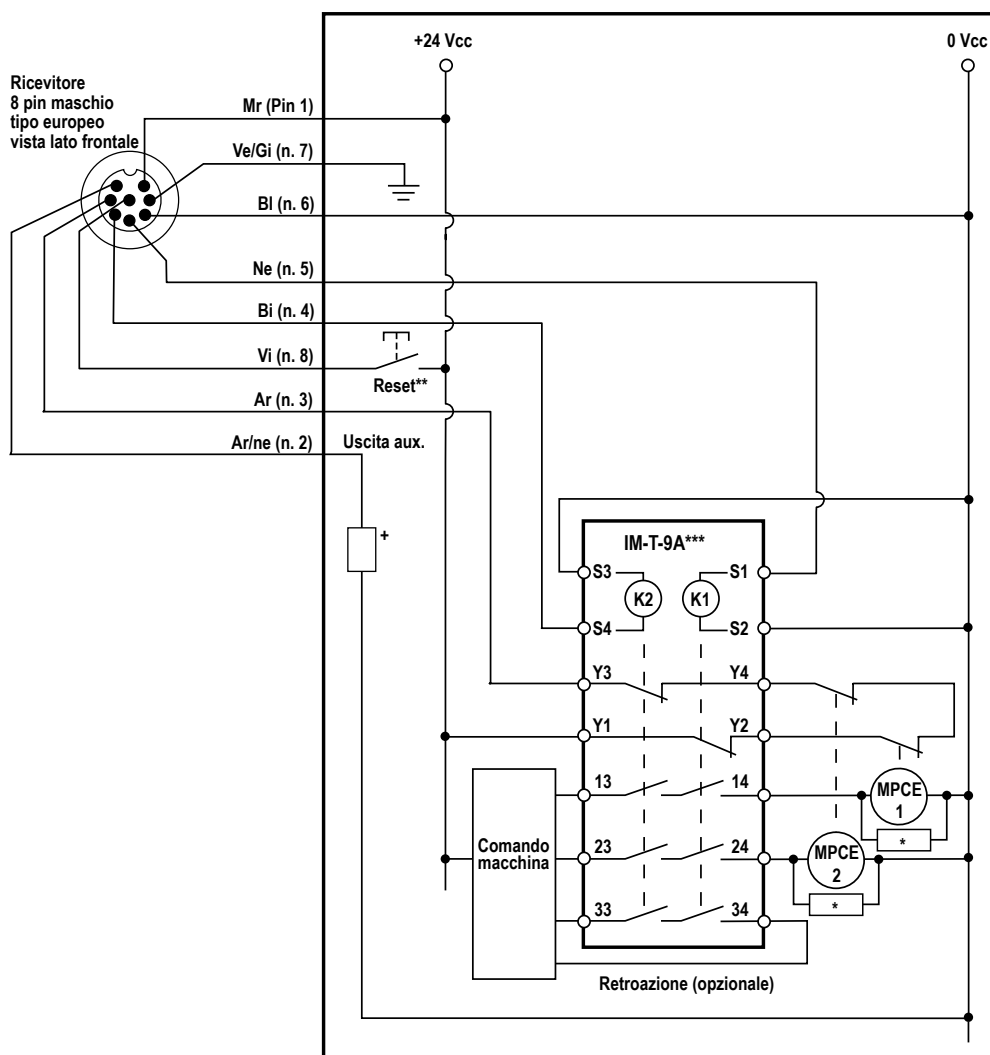 +24 Vcc
0 Vcc
Ricevitore
8 pin maschio
tipo europeo
vista lato frontale
Mr (Pin 1)
Ve/Gi (n. 7)
Bl (n. 6)
Ne (n. 5)
Bi (n. 4)
Vi (n. 8)
Reset**
Ar (n. 3)
Ar/ne (n. 2)
Uscita aux.
+
IM-T-9A***
S3
S1
K2
K1
S4
S2
Y3
Y4
Y1
Y2
13
14
MPCE
1
*
Comando
macchina
23
24
MPCE
2
*
33
34
Retroazione (opzionale)